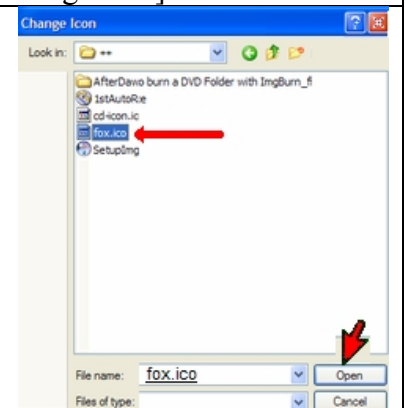 Change Icon
Look in: ++
AfterDawo burn a DVD Folder with ImgBurn_fi
1stAutoR:e
cd-icon.ic
fox.ico
SetupImg
File name: fox.ico Open
Files of type: Cancel